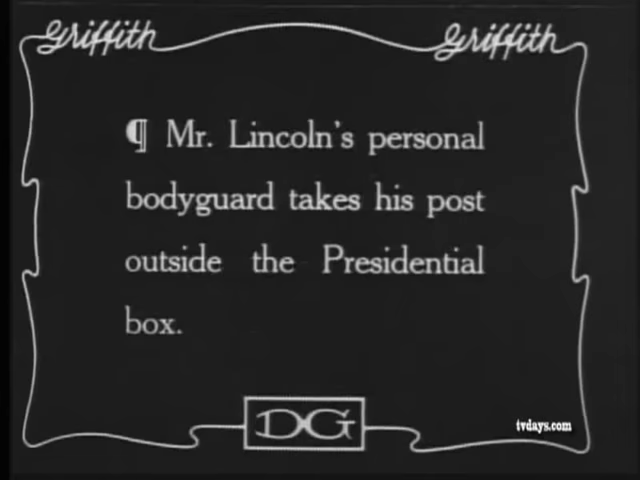 Griffith Griffith
¶ Mr. Lincoln's personal
bodyguard takes his post
outside the Presidential
box.
DG
tvdays.com